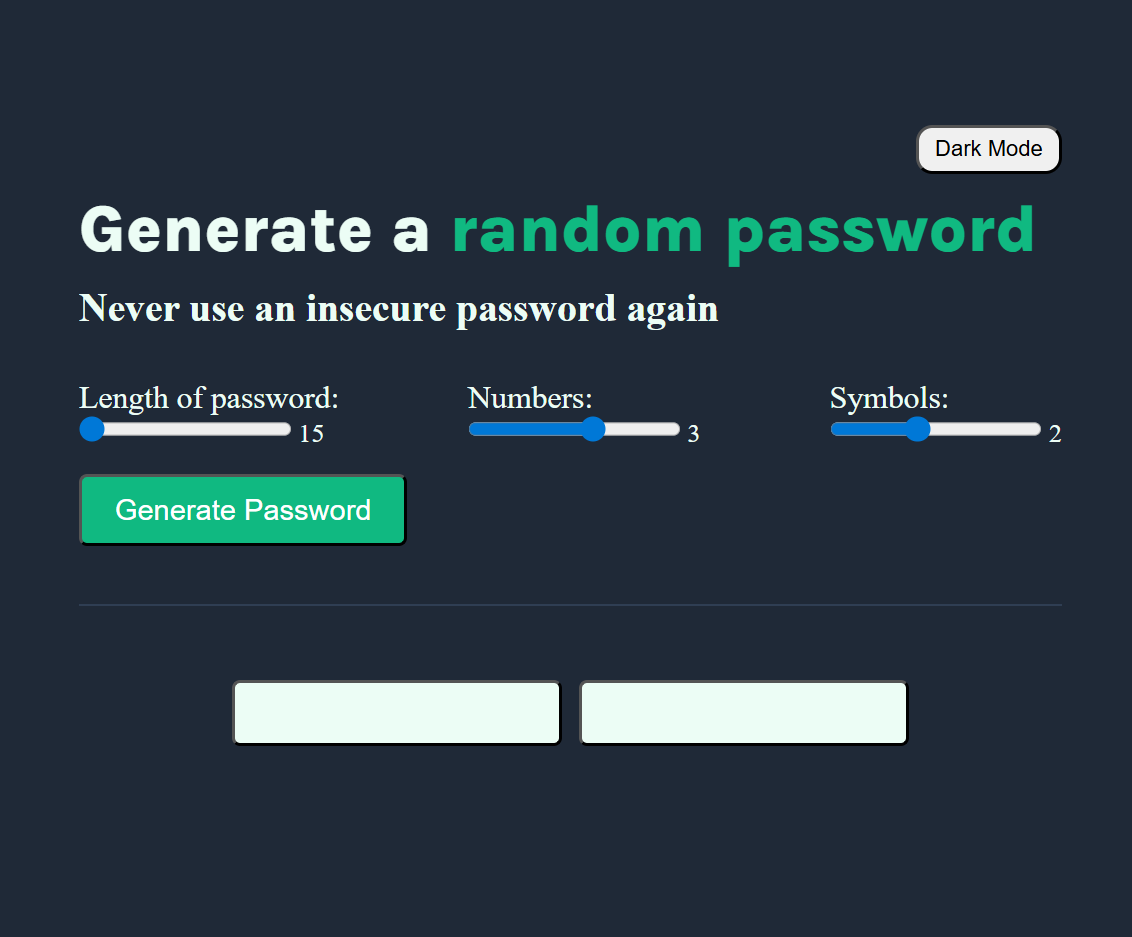 Dark Mode
Generate a random password
Never use an insecure password again
Length of password: Numbers: Symbols:
15 3 2
Generate Password